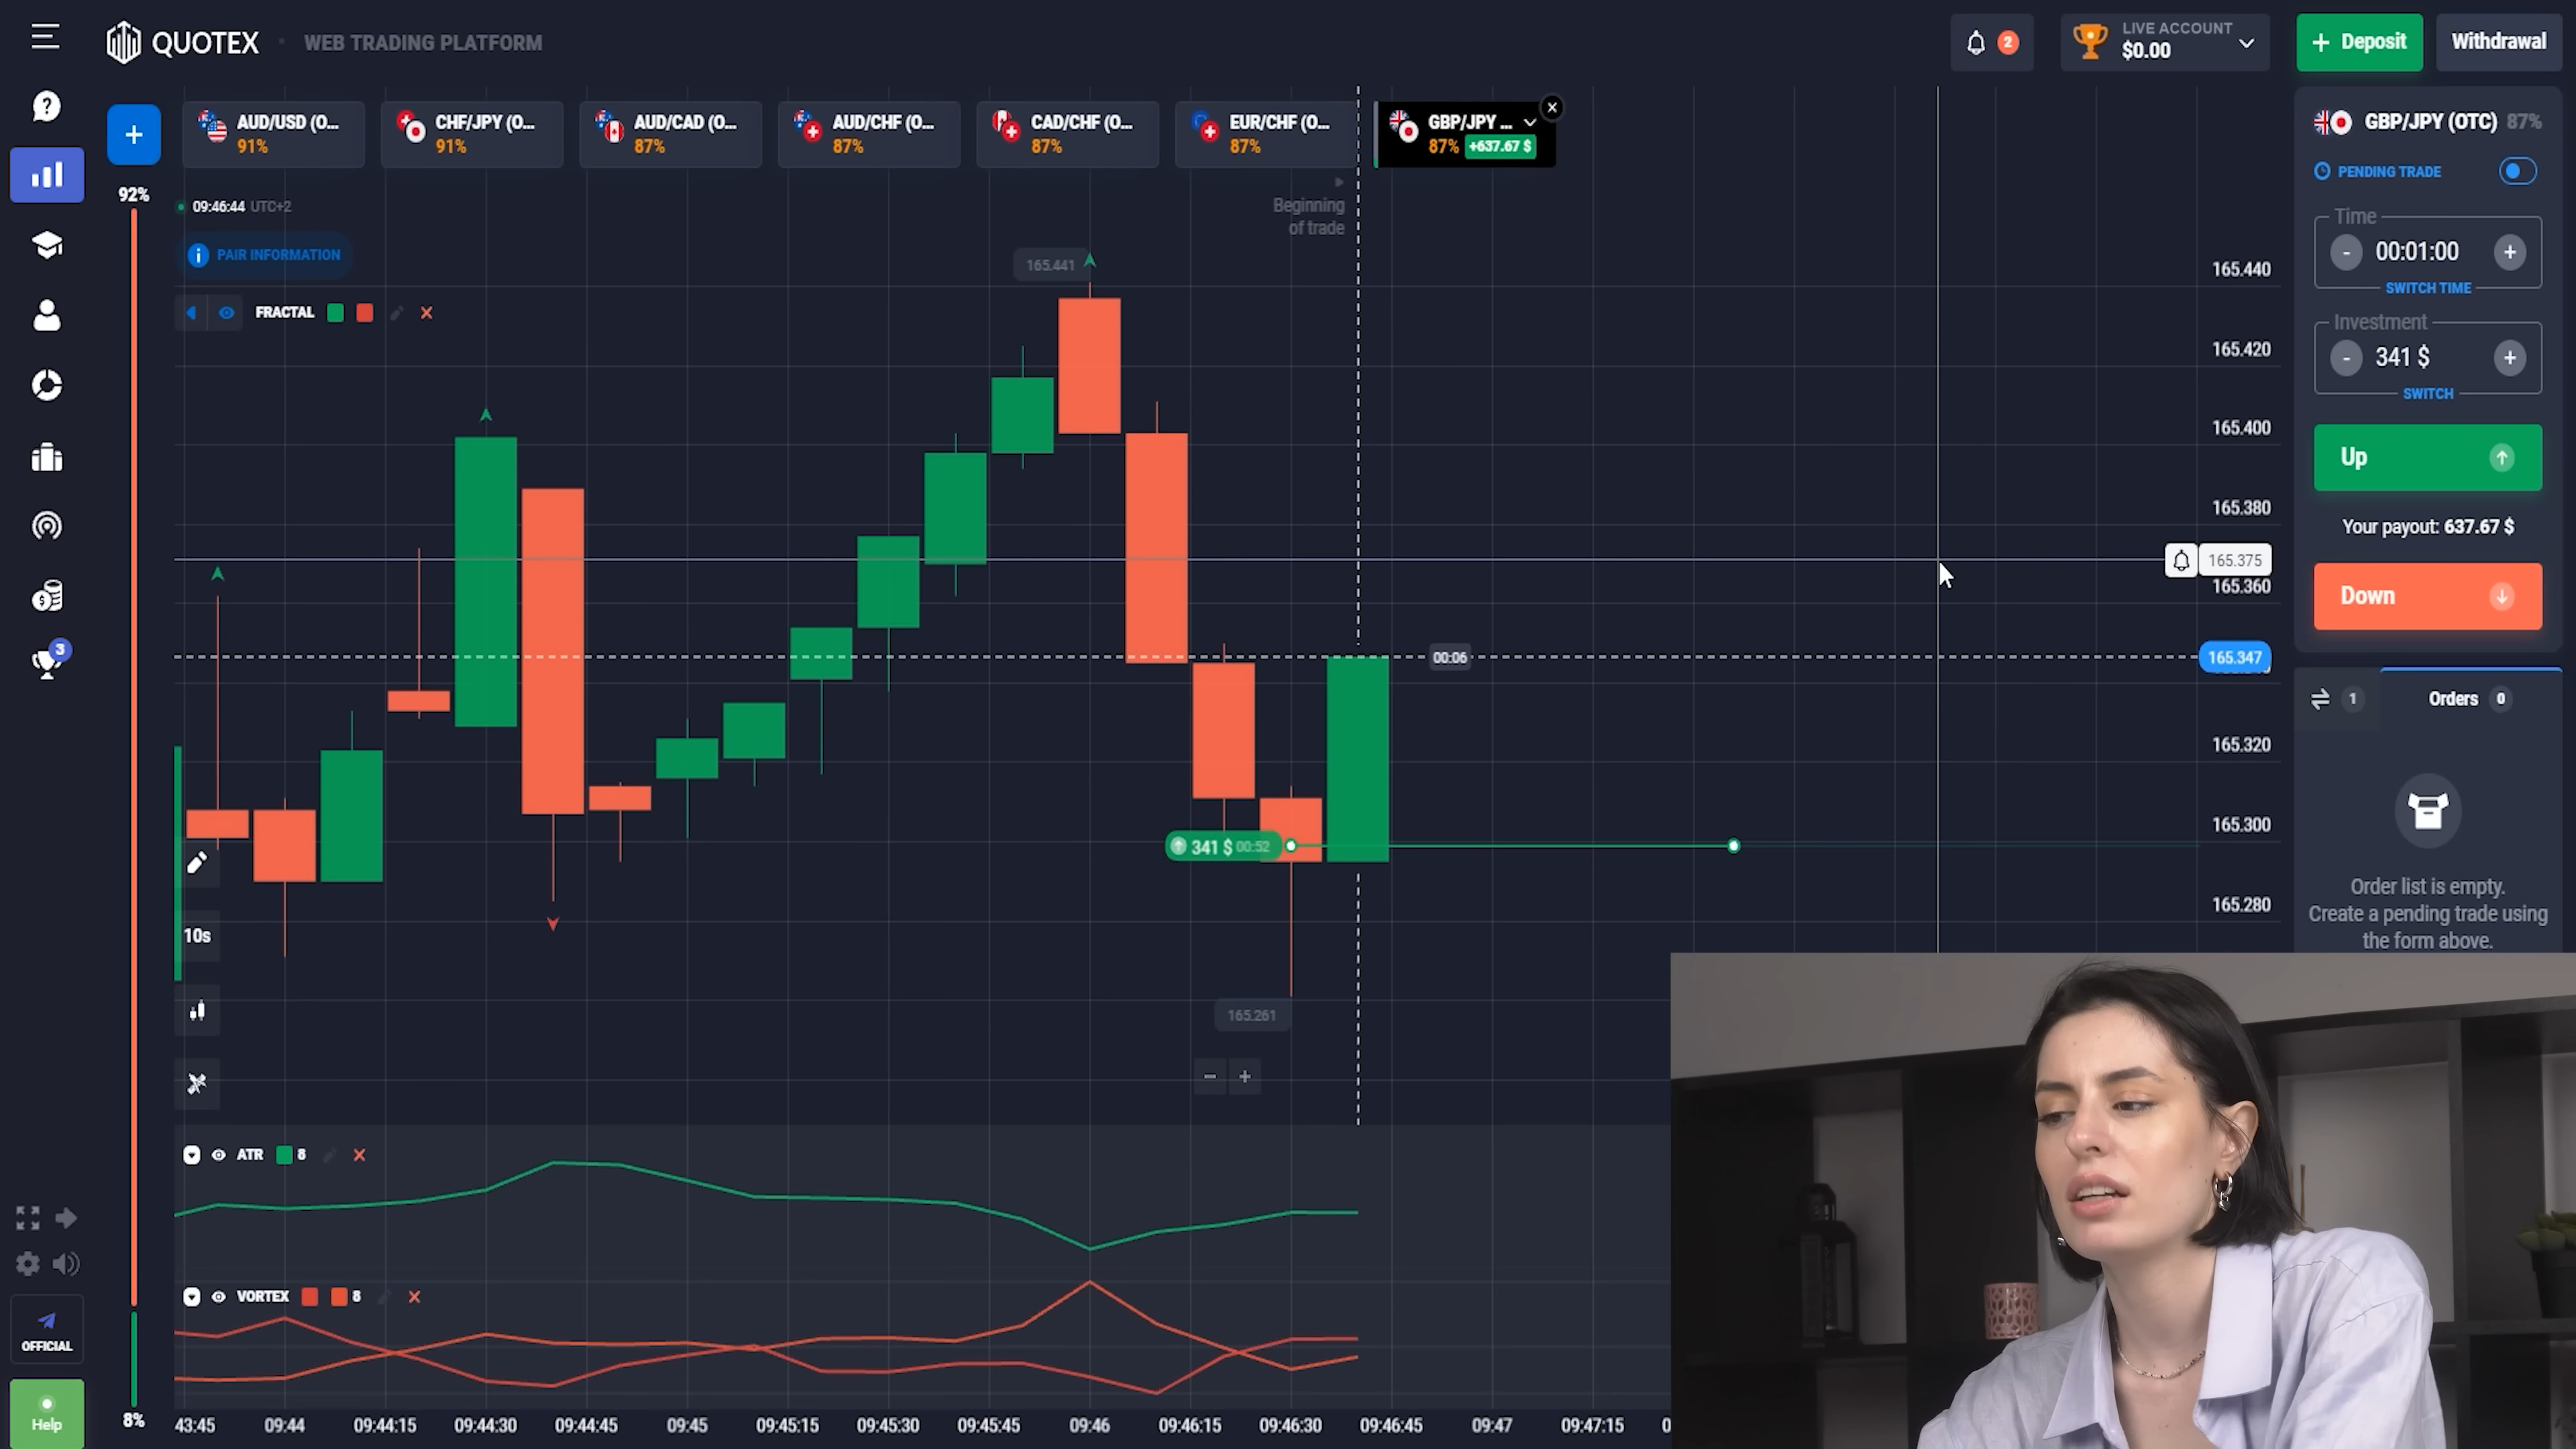 QUOTEX • WEB TRADING PLATFORM
2
LIVE ACCOUNT
$0.00
+ Deposit
Withdrawal
+
AUD/USD (O...
91%
CHF/JPY (O...
91%
AUD/CAD (O...
87%
AUD/CHF (O...
87%
CAD/CHF (O...
87%
EUR/CHF (O...
87%
GBP/JPY ...
87% +637.67 $
GBP/JPY (OTC) 87%
PENDING TRADE
Time
- 00:01:00 +
SWITCH TIME
Investment
- 341 $ +
SWITCH
Up
Your payout: 637.67 $
Down
1
Orders 0
Order list is empty.
Create a pending trade using
the form above.
92%
09:46:44 UTC+2
PAIR INFORMATION
FRACTAL
Beginning
of trade
165.441
165.440
165.420
165.400
165.380
165.375
165.360
00:06
165.347
165.320
165.300
165.280
341 $ 00:52
165.261
10s
3
− +
ATR 8
VORTEX 8
OFFICIAL
Help
8%
43:45 09:44 09:44:15 09:44:30 09:44:45 09:45 09:45:15 09:45:30 09:45:45 09:46 09:46:15 09:46:30 09:46:45 09:47 09:47:15